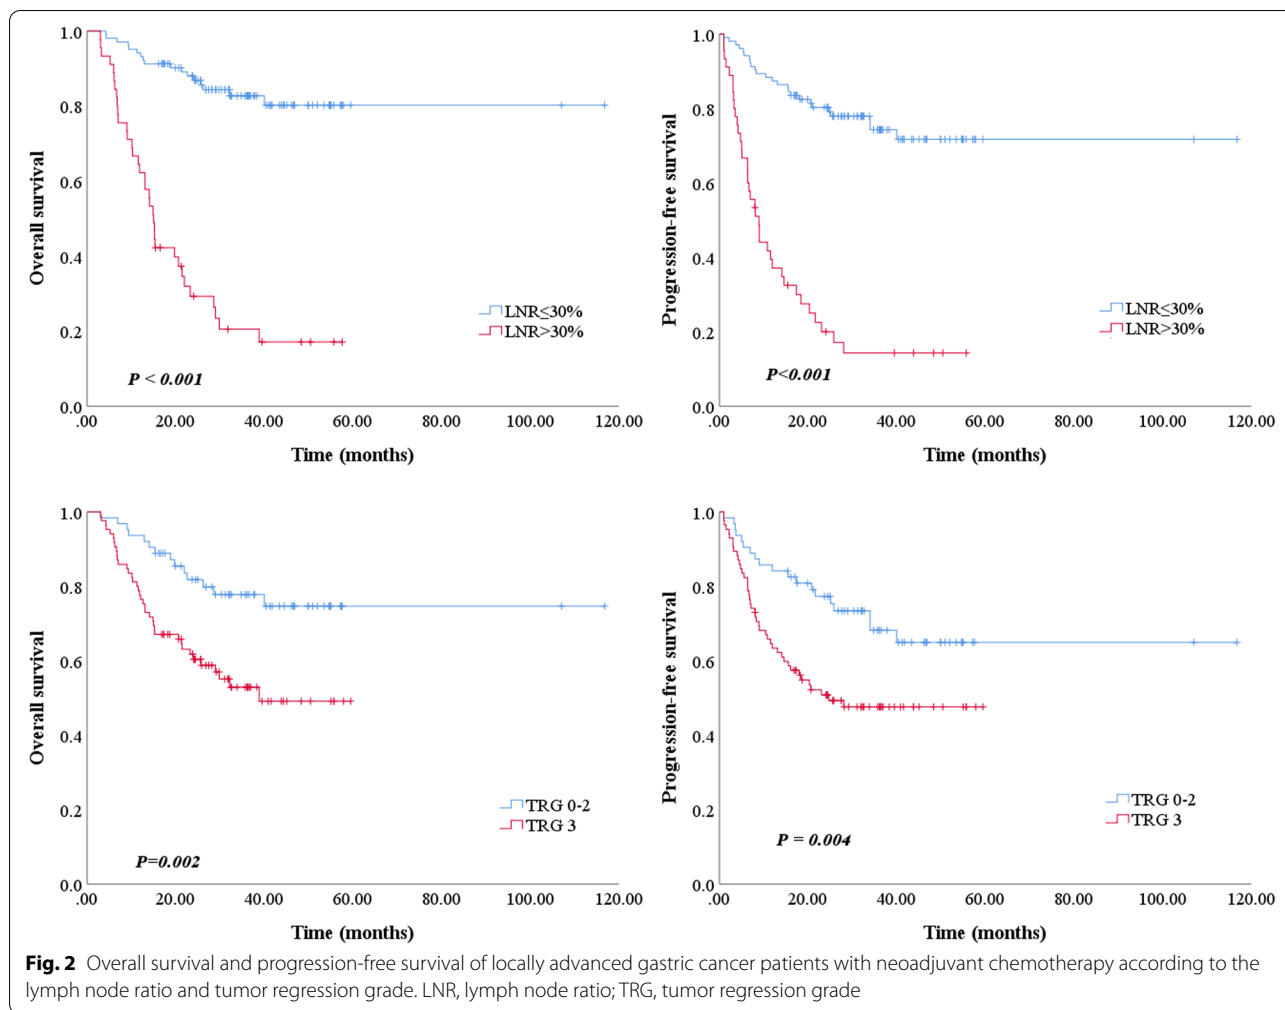 1.0
0.8
0.6
0.4
0.2
0.0
Overall survival
LNR≤30%
LNR>30%
P < 0.001
.00 20.00 40.00 60.00 80.00 100.00 120.00
Time (months)
1.0
0.8
0.6
0.4
0.2
0.0
Progression-free survival
LNR≤30%
LNR>30%
P<0.001
.00 20.00 40.00 60.00 80.00 100.00 120.00
Time (months)
1.0
0.8
0.6
0.4
0.2
0.0
Overall survival
TRG 0-2
TRG 3
P=0.002
.00 20.00 40.00 60.00 80.00 100.00 120.00
Time (months)
1.0
0.8
0.6
0.4
0.2
0.0
Progression-free survival
TRG 0-2
TRG 3
P = 0.004
.00 20.00 40.00 60.00 80.00 100.00 120.00
Time (months)
Fig. 2 Overall survival and progression-free survival of locally advanced gastric cancer patients with neoadjuvant chemotherapy according to the
lymph node ratio and tumor regression grade. LNR, lymph node ratio; TRG, tumor regression grade